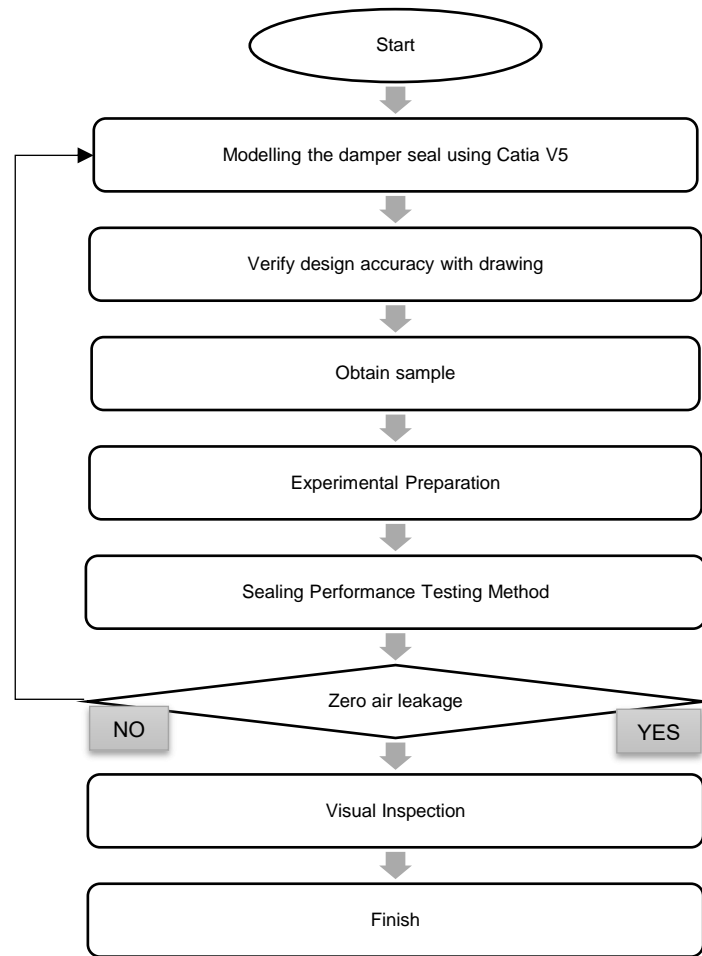 Start
Modelling the damper seal using Catia V5
Verify design accuracy with drawing
Obtain sample
Experimental Preparation
Sealing Performance Testing Method
Zero air leakage
NO
YES
Visual Inspection
Finish